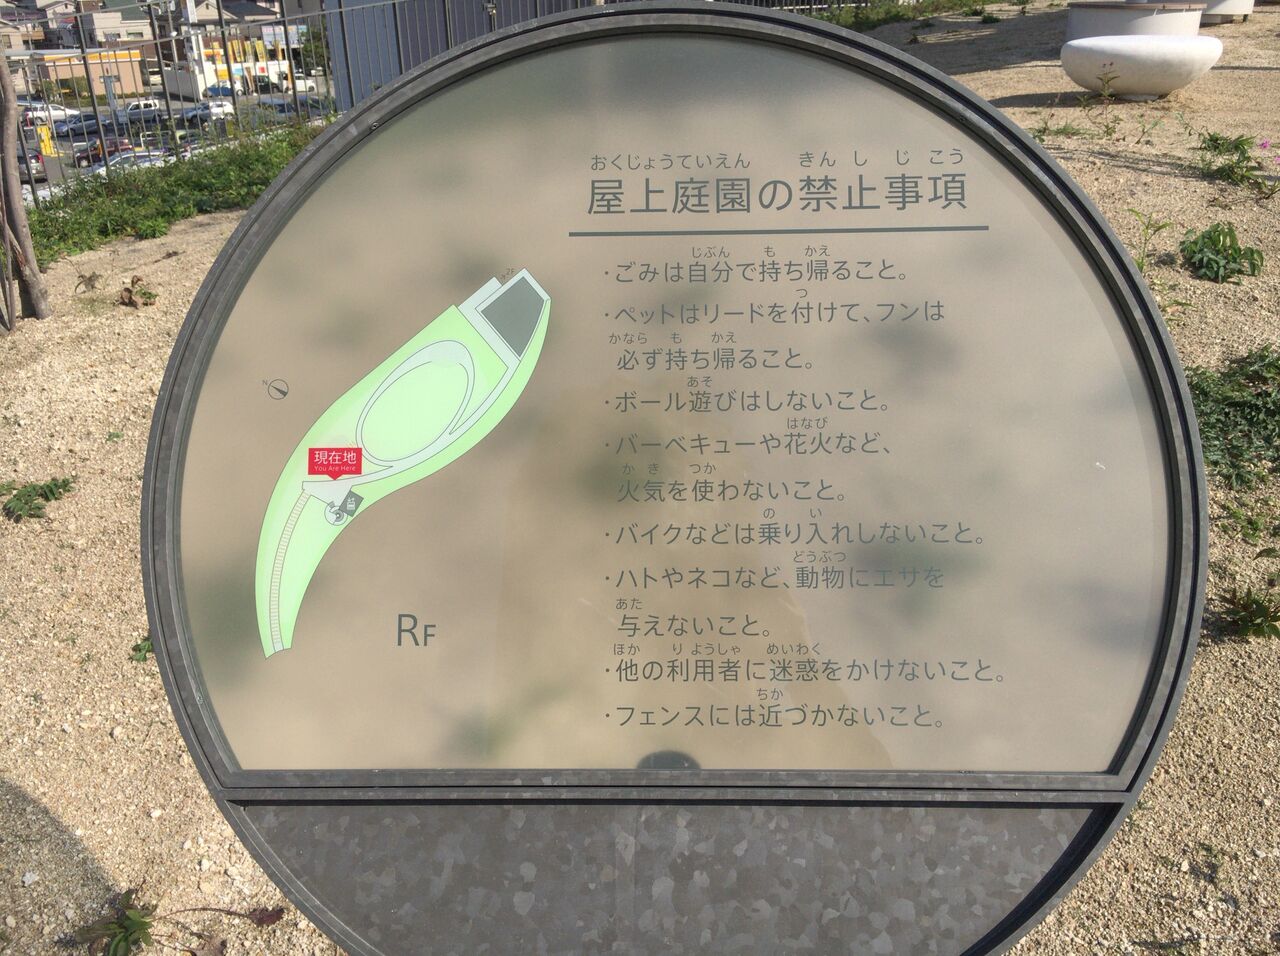 おくじょうていえん きんしじこう
屋上庭園の禁止事項
じぶん も かえ
・ごみは自分で持ち帰ること。
つ
・ペットはリードを付けて、フンは
かなら も かえ
必ず持ち帰ること。
あそ
・ボール遊びはしないこと。
はなび
・バーベキューや花火など、
かき つか
火気を使わないこと。
の い
・バイクなどは乗り入れしないこと。
どうぶつ
・ハトやネコなど、動物にエサを
あた
与えないこと。
ほか りようしゃ めいわく
・他の利用者に迷惑をかけないこと。
ちか
・フェンスには近づかないこと。
2F
N
現在地
You Are Here
RF